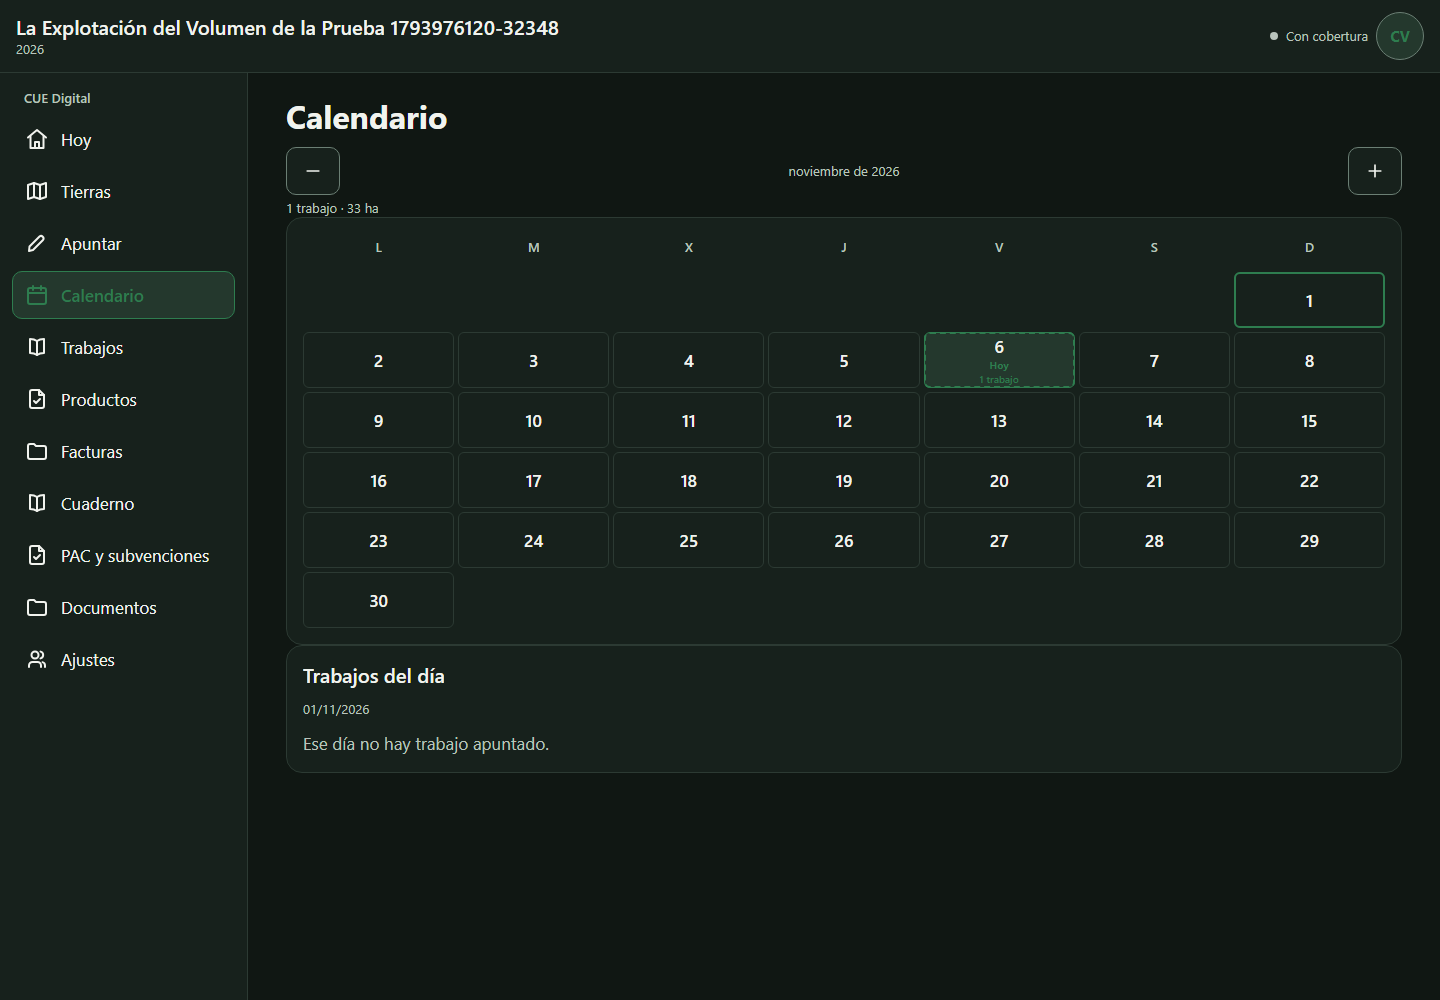 La Explotación del Volumen de la Prueba 1793976120-32348
2026
Con cobertura
CV
CUE Digital
Hoy
Tierras
Apuntar
Calendario
Trabajos
Productos
Facturas
Cuaderno
PAC y subvenciones
Documentos
Ajustes
Calendario
noviembre de 2026
1 trabajo · 33 ha
L M X J V S D
1
2 3 4 5 6 7 8
Hoy
1 trabajo
9 10 11 12 13 14 15
16 17 18 19 20 21 22
23 24 25 26 27 28 29
30
Trabajos del día
01/11/2026
Ese día no hay trabajo apuntado.